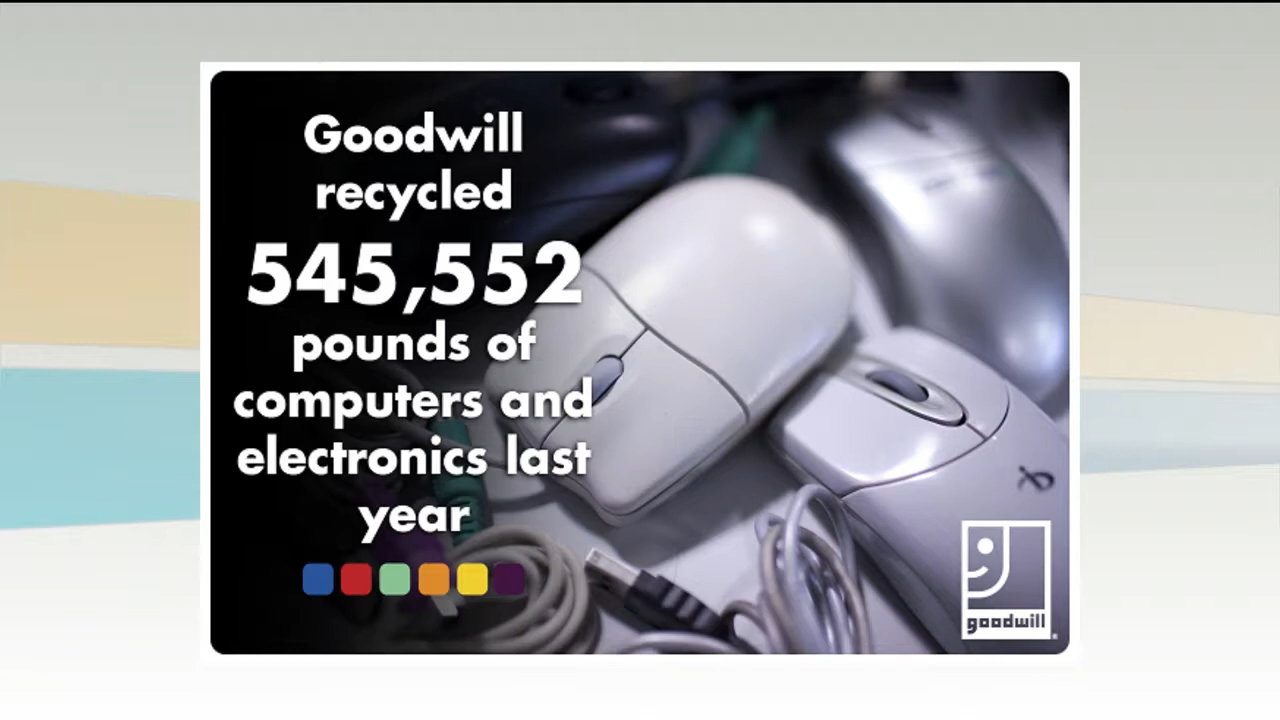 Goodwill
recycled
545,552
pounds of
computers and
electronics last
year
goodwill